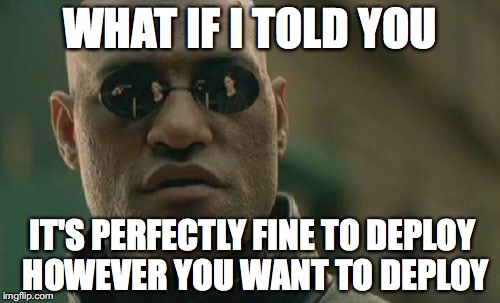 WHAT IF I TOLD YOU
IT'S PERFECTLY FINE TO DEPLOY
HOWEVER YOU WANT TO DEPLOY
imgflip.com